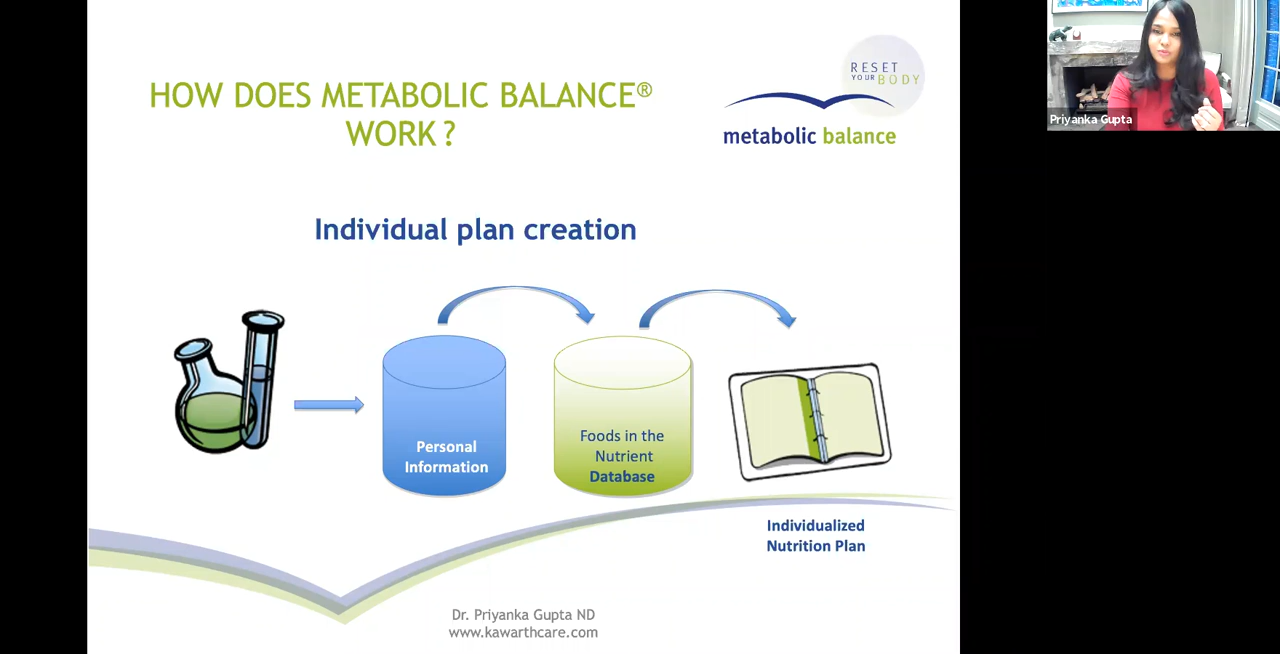 HOW DOES METABOLIC BALANCE®
WORK ?
RESET
YOUR BODY
metabolic balance
Priyanka Gupta
Individual plan creation
Personal
Information
Foods in the
Nutrient
Database
Individualized
Nutrition Plan
Dr. Priyanka Gupta ND
www.kawarthcare.com